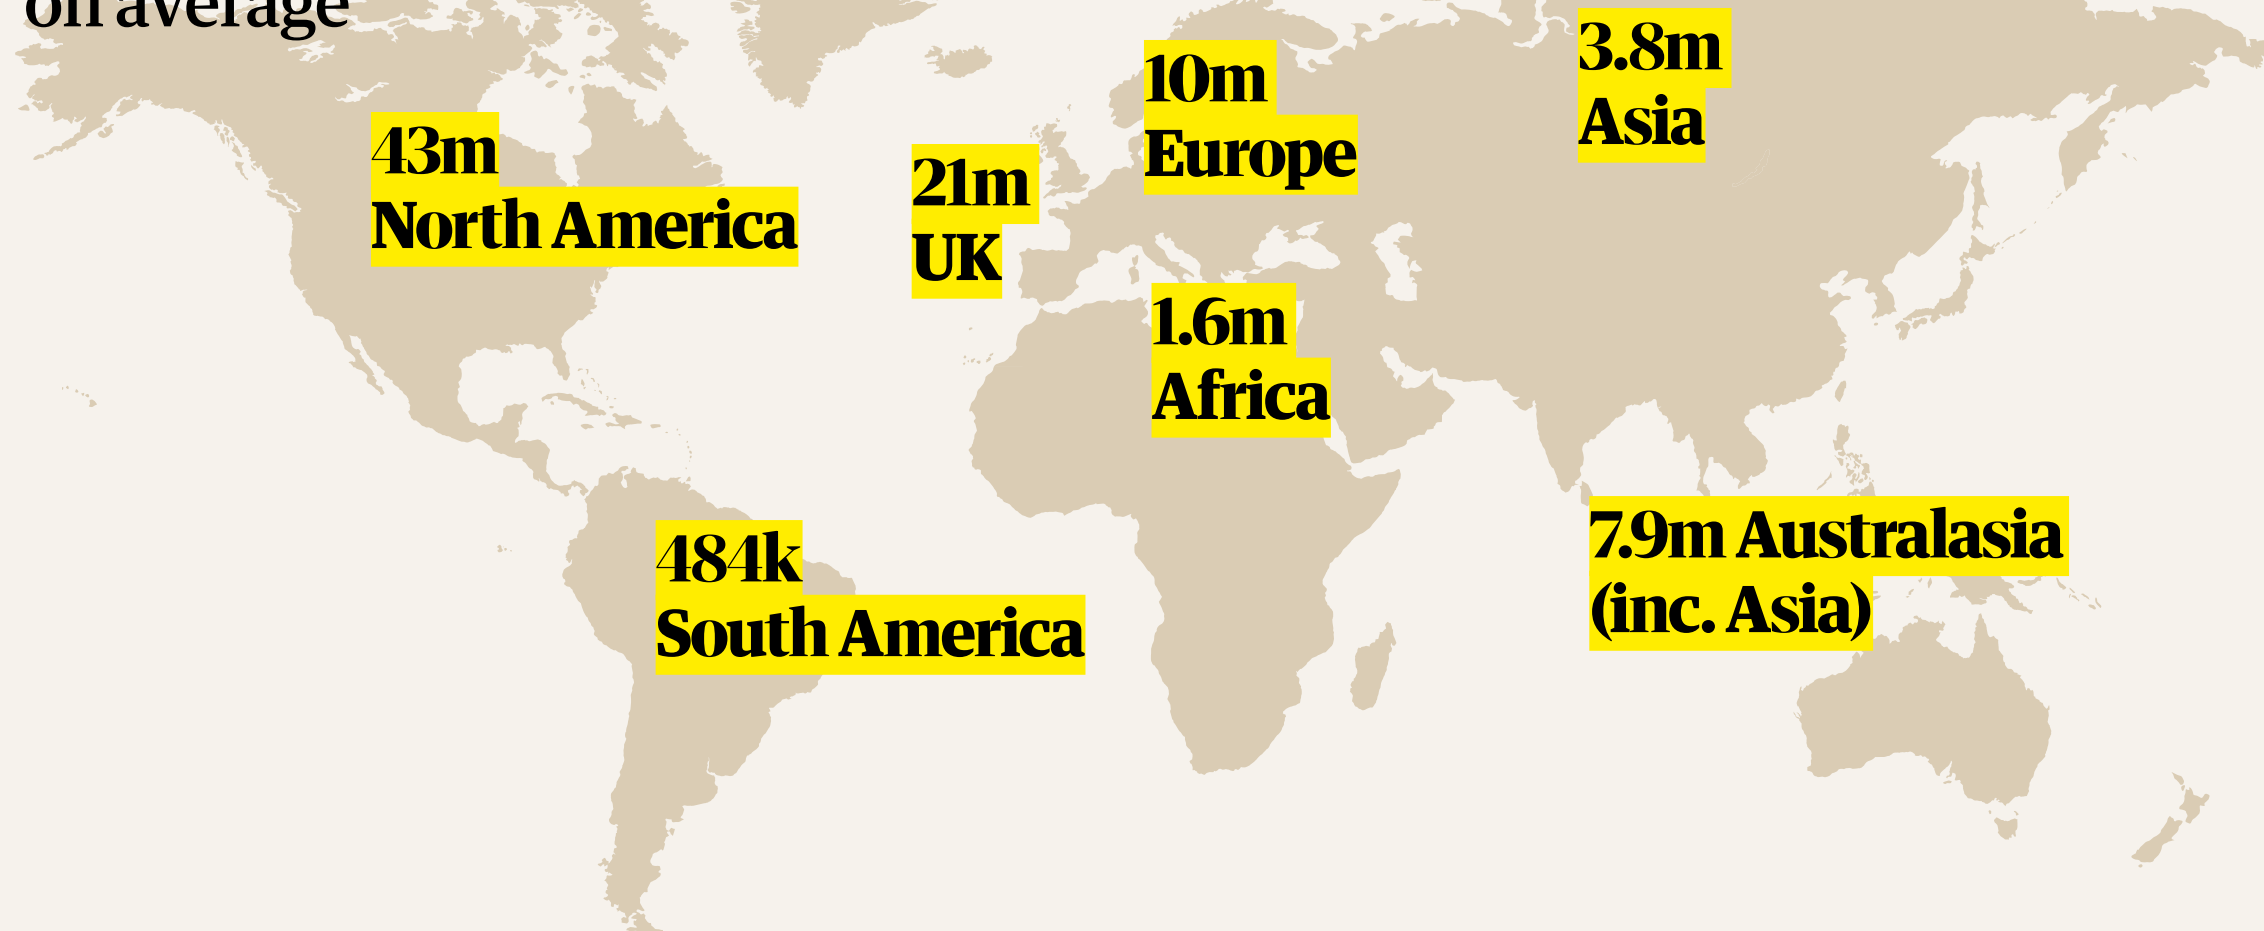 on average
3.8m
Asia
10m
Europe
43m
North America
21m
UK
1.6m
Africa
7.9m Australasia
(inc. Asia)
484k
South America